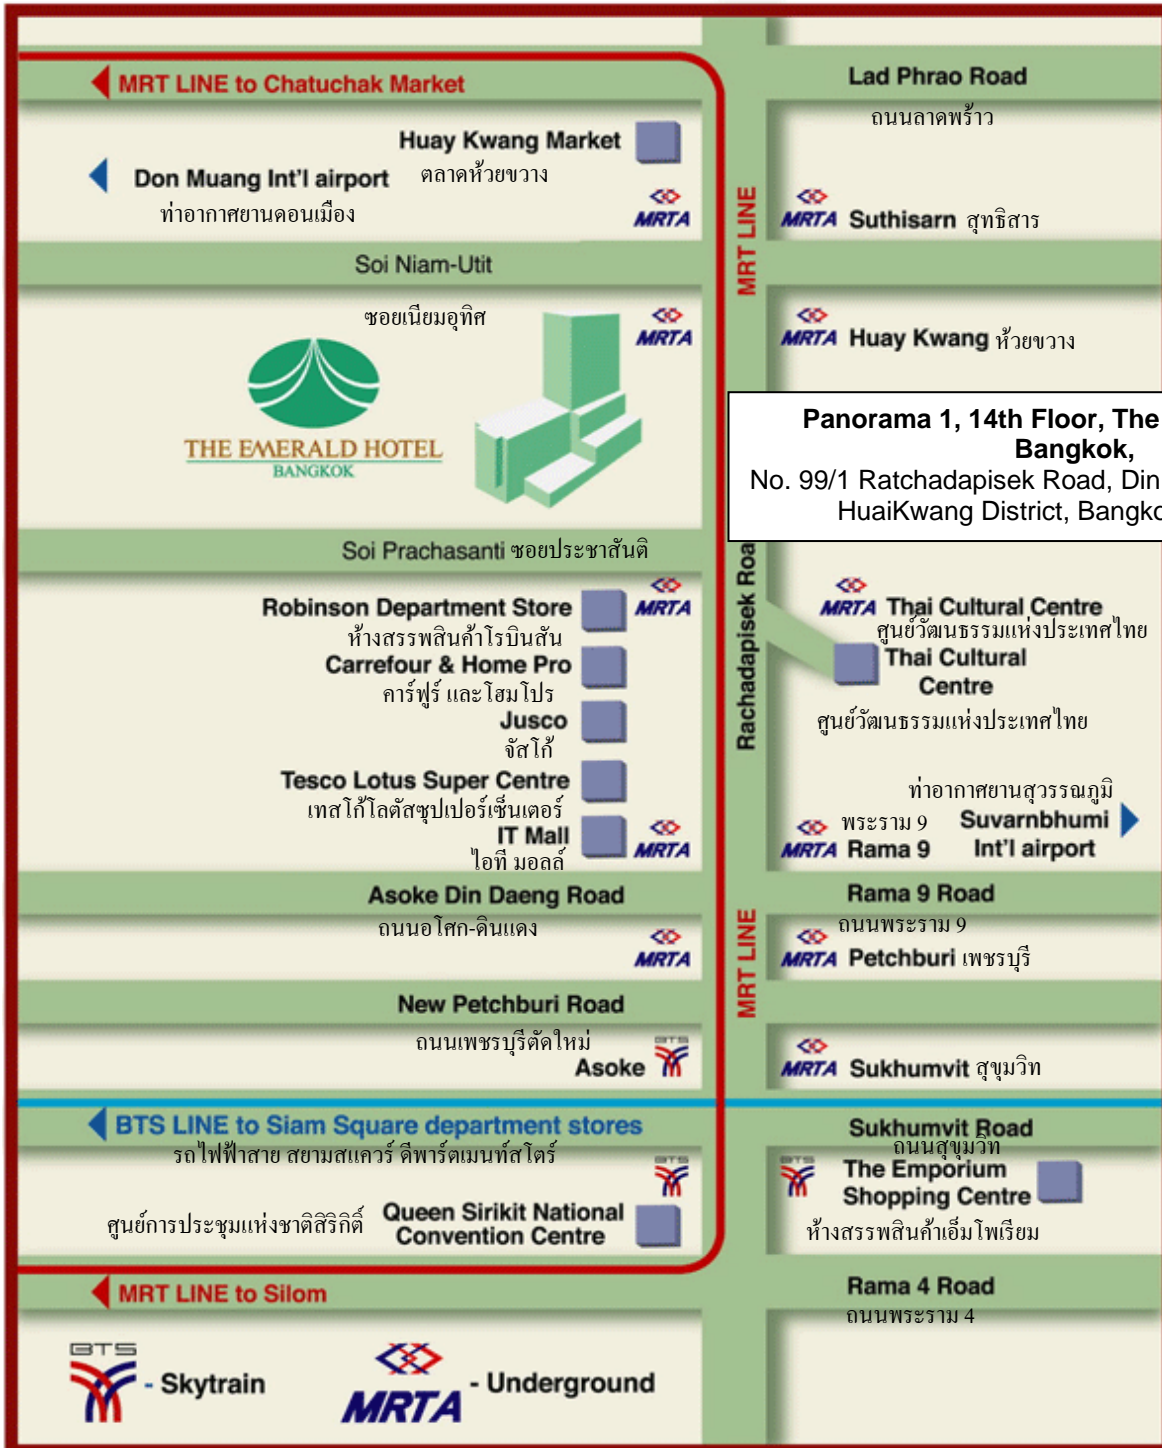 MRT LINE to Chatuchak Market
Lad Phrao Road
ถนนลาดพร้าว
Huay Kwang Market
ตลาดห้วยขวาง
Don Muang Int'l airport
ท่าอากาศยานดอนเมือง
MRTA
MRTA Suthisarn สุทธิสาร
MRT LINE
Soi Niam-Utit
ซอยเนียมอุทิศ
MRTA
MRTA Huay Kwang ห้วยขวาง
THE EMERALD HOTEL
BANGKOK
Panorama 1, 14th Floor, The
Bangkok,
No. 99/1 Ratchadapisek Road, Din
HuaiKwang District, Bangko
Soi Prachasanti ซอยประชาสันติ
Rachadapisek Roa
Robinson Department Store
MRTA
ห้างสรรพสินค้าโรบินสัน
Carrefour & Home Pro
คาร์ฟูร์ และโฮมโปร
Jusco
จัสโก้
Tesco Lotus Super Centre
เทสโก้โลตัสซุปเปอร์เซ็นเตอร์
IT Mall
ไอที มอลล์
MRTA
MRTA Thai Cultural Centre
ศูนย์วัฒนธรรมแห่งประเทศไทย
Thai Cultural
Centre
ศูนย์วัฒนธรรมแห่งประเทศไทย
ท่าอากาศยานสุวรรณภูมิ
Suvarnbhumi
Int'l airport
พระราม 9
MRTA Rama 9
Asoke Din Daeng Road
ถนนอโศก-ดินแดง
Rama 9 Road
ถนนพระราม 9
MRTA
MRTA Petchburi เพชรบุรี
MRT LINE
New Petchburi Road
ถนนเพชรบุรีตัดใหม่
Asoke
BTS
MRTA Sukhumvit สุขุมวิท
BTS LINE to Siam Square department stores
รถไฟฟ้าสาย สยามสแควร์ ดีพาร์ตเมนท์สโตร์
Sukhumvit Road
ถนนสุขุมวิท
BTS
Queen Sirikit National
Convention Centre
ศูนย์การประชุมแห่งชาติสิริกิติ์
BTS
The Emporium
Shopping Centre
ห้างสรรพสินค้าเอ็มโพเรียม
MRT LINE to Silom
Rama 4 Road
ถนนพระราม 4
BTS
- Skytrain
MRTA
- Underground